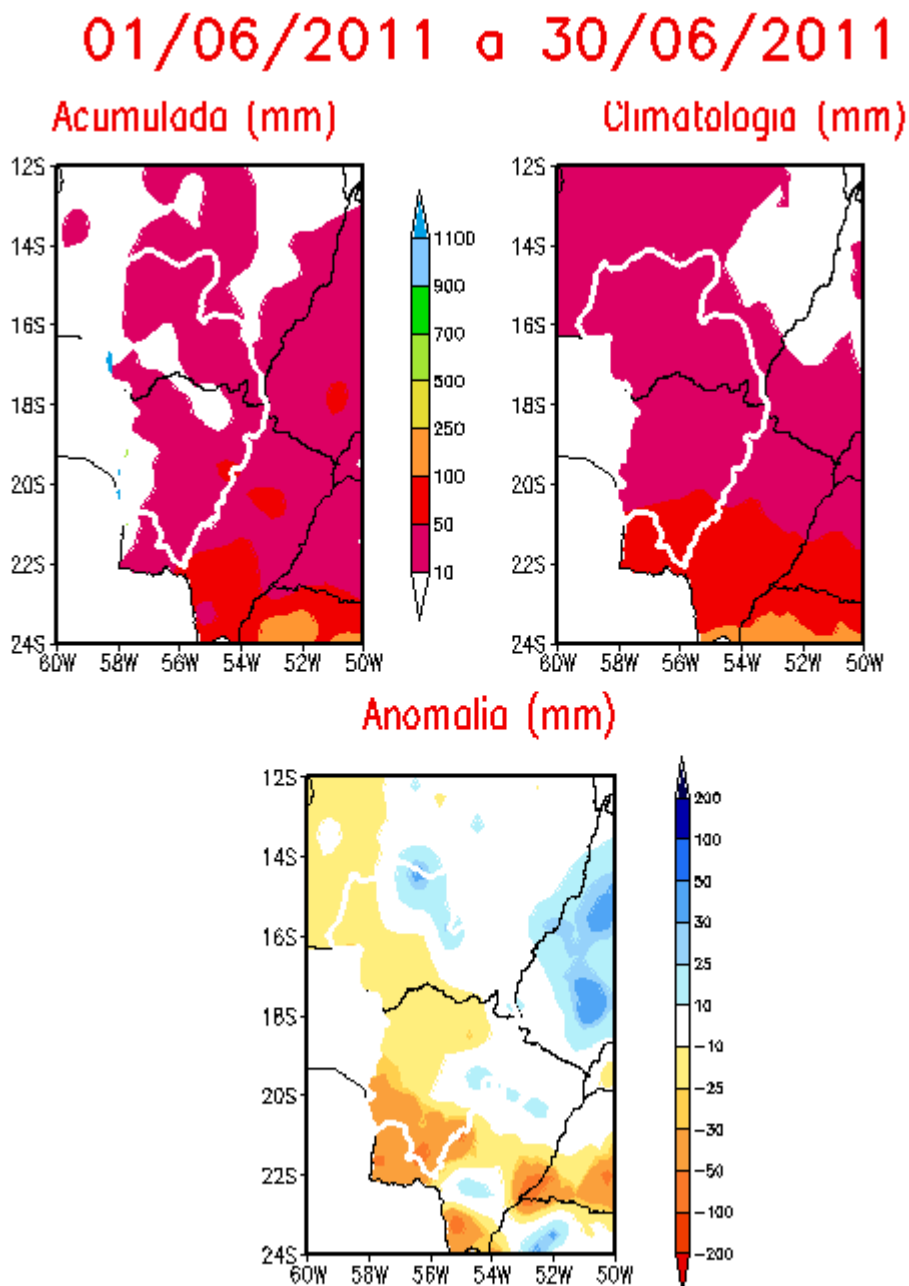 01/06/2011 a 30/06/2011
Acumulada (mm)
Climatologia (mm)
12S
14S
16S
18S
20S
22S
24S
60W 58W 56W 54W 52W 50W
1100
900
700
500
250
100
50
10
12S
14S
16S
18S
20S
22S
24S
60W 58W 56W 54W 52W 50W
Anomalia (mm)
12S
14S
16S
18S
20S
22S
24S
60W 58W 56W 54W 52W 50W
200
100
50
30
25
10
-10
-25
-30
-50
-100
-200